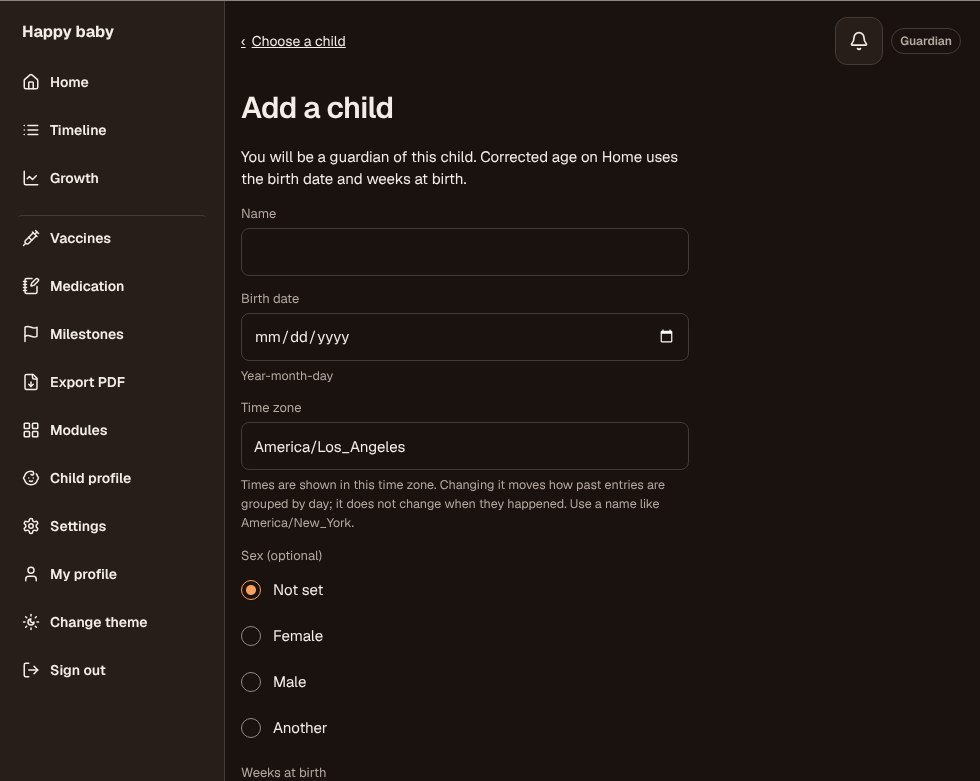 Happy baby
Home
Timeline
Growth
Vaccines
Medication
Milestones
Export PDF
Modules
Child profile
Settings
My profile
Change theme
Sign out
‹ Choose a child
Guardian
Add a child
You will be a guardian of this child. Corrected age on Home uses
the birth date and weeks at birth.
Name
Birth date
mm/dd/yyyy
Year-month-day
Time zone
America/Los_Angeles
Times are shown in this time zone. Changing it moves how past entries are
grouped by day; it does not change when they happened. Use a name like
America/New_York.
Sex (optional)
Not set
Female
Male
Another
Weeks at birth